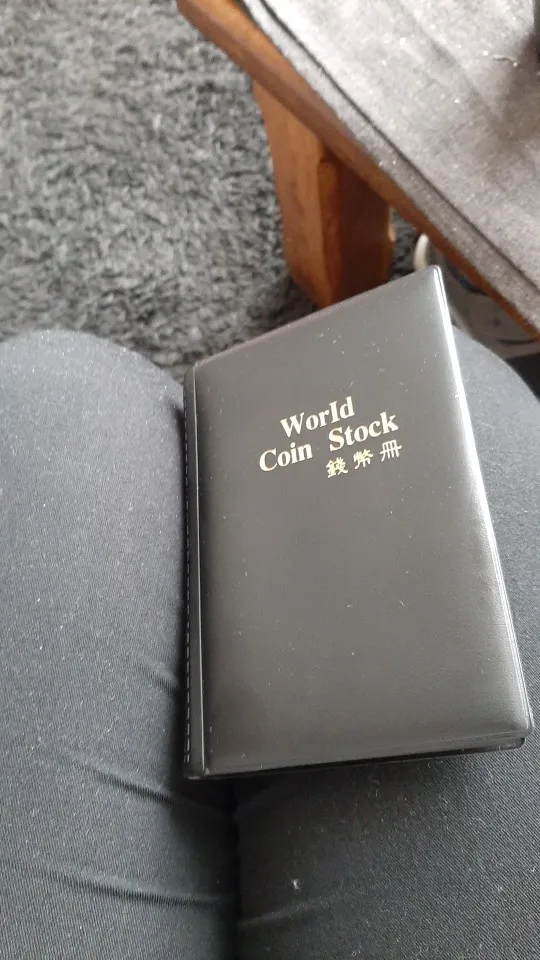 World
Coin Stock
錢幣冊